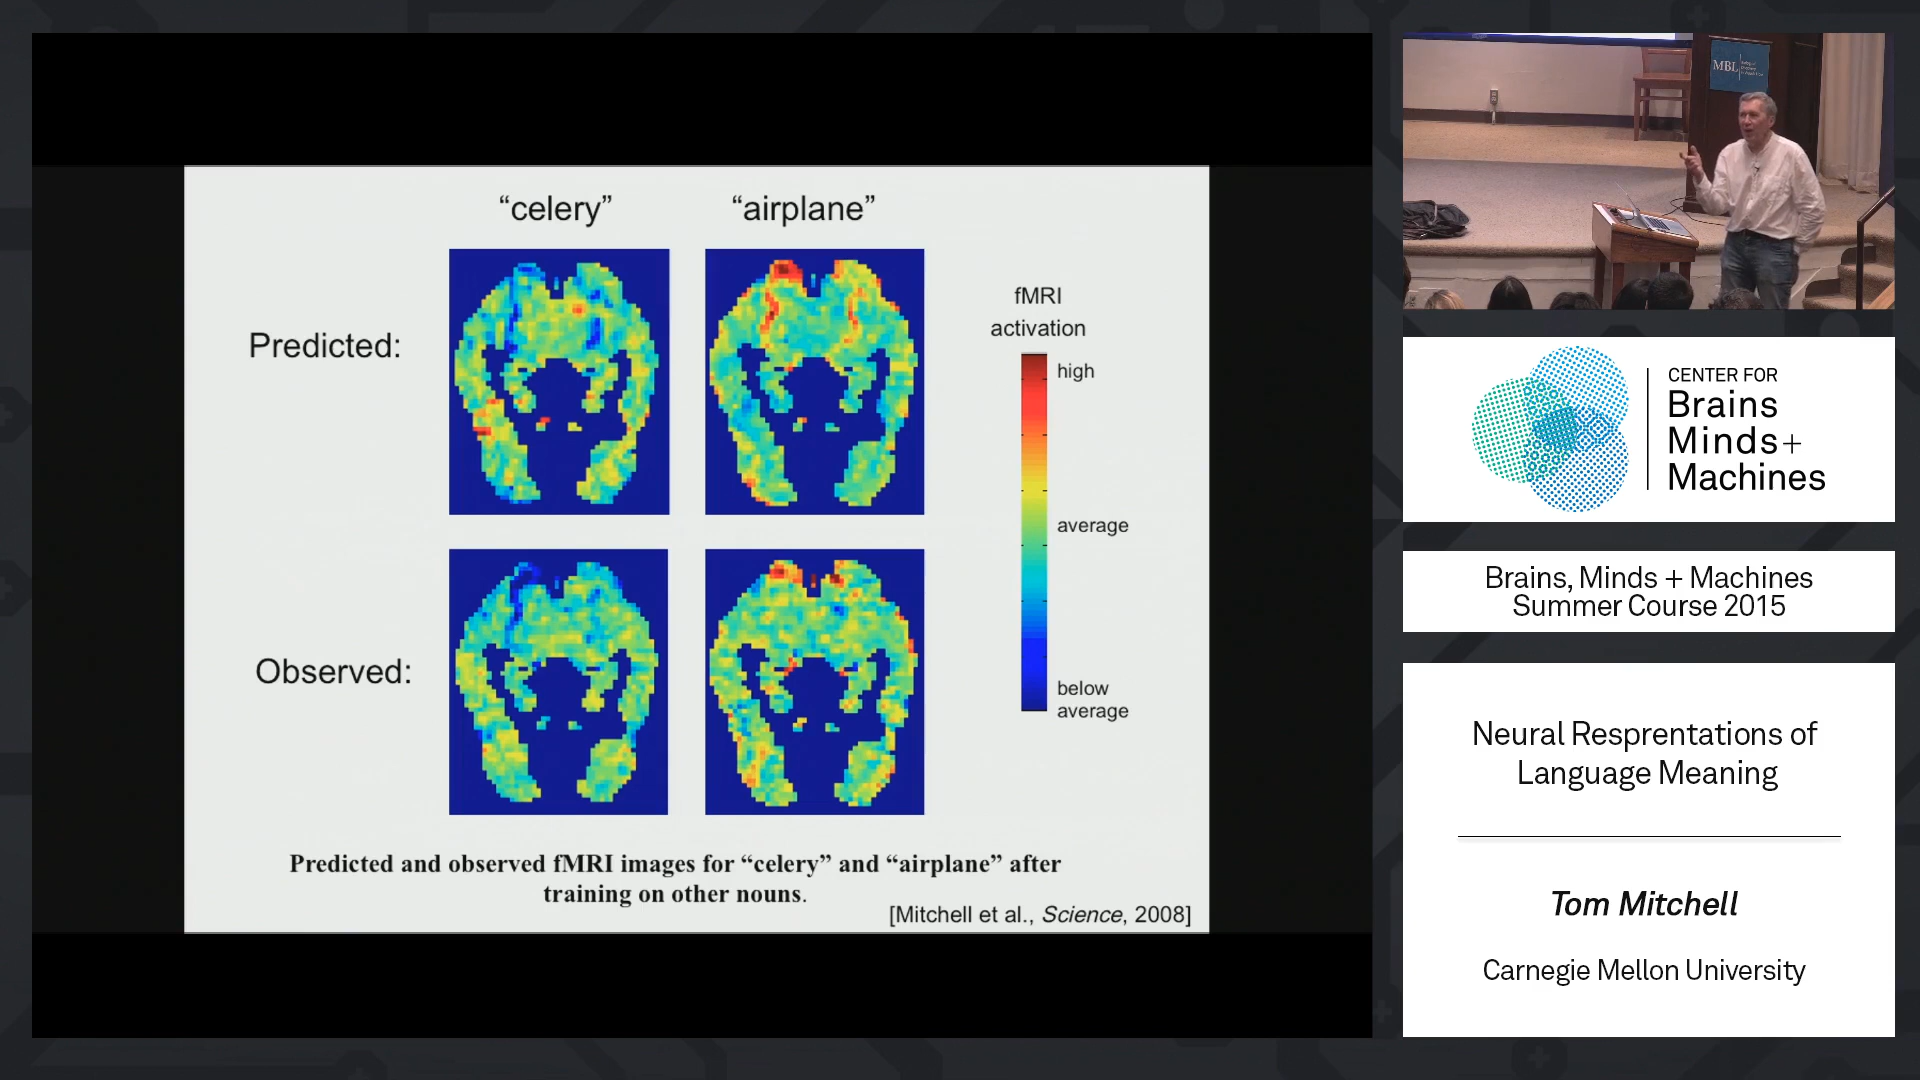 “celery”
“airplane”
Predicted:
Observed:
fMRI
activation
high
average
below
average
Predicted and observed fMRI images for “celery” and “airplane” after
training on other nouns.
[Mitchell et al., Science, 2008]
MBL
CENTER FOR
Brains
Minds+
Machines
Brains, Minds + Machines
Summer Course 2015
Neural Resprentations of
Language Meaning
Tom Mitchell
Carnegie Mellon University